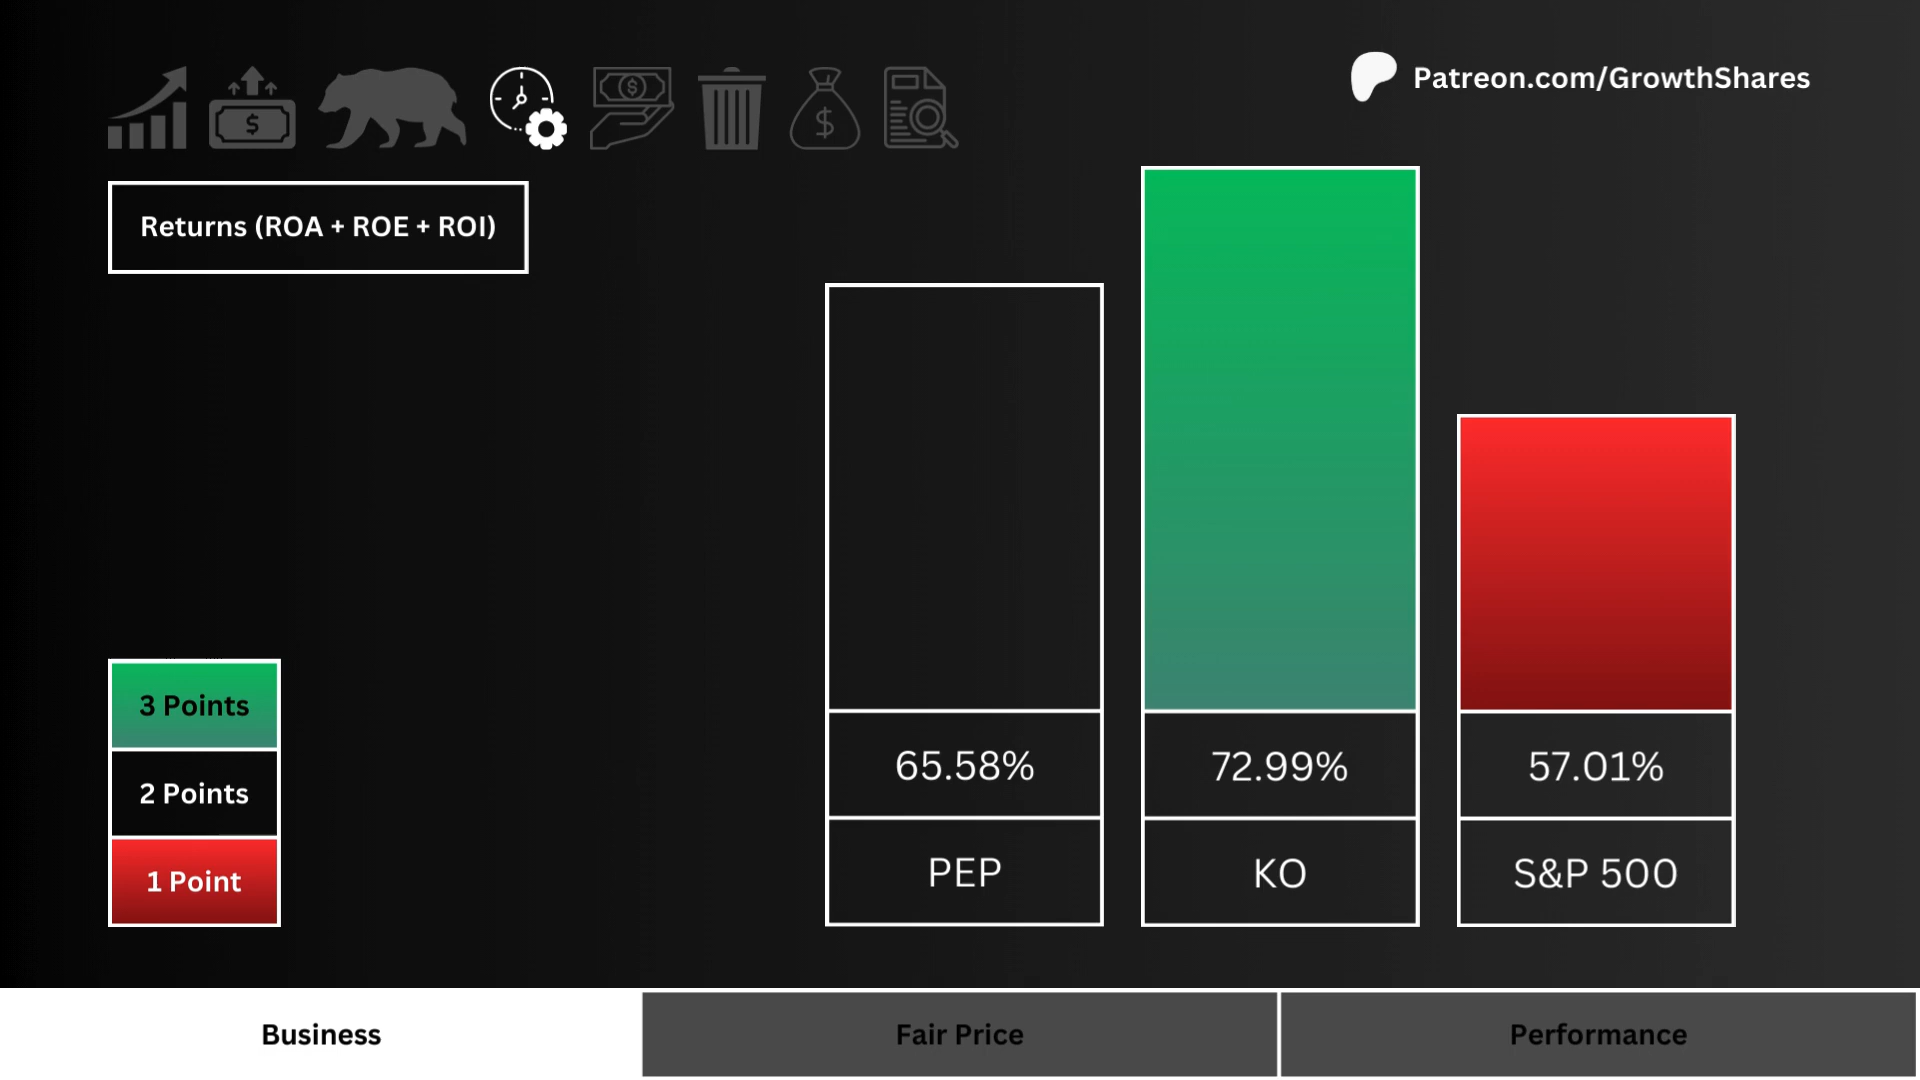 Patreon.com/GrowthShares
$
$
$
Returns (ROA + ROE + ROI)
3 Points
2 Points
1 Point
65.58%
72.99%
57.01%
PEP
KO
S&P 500
Business
Fair Price
Performance